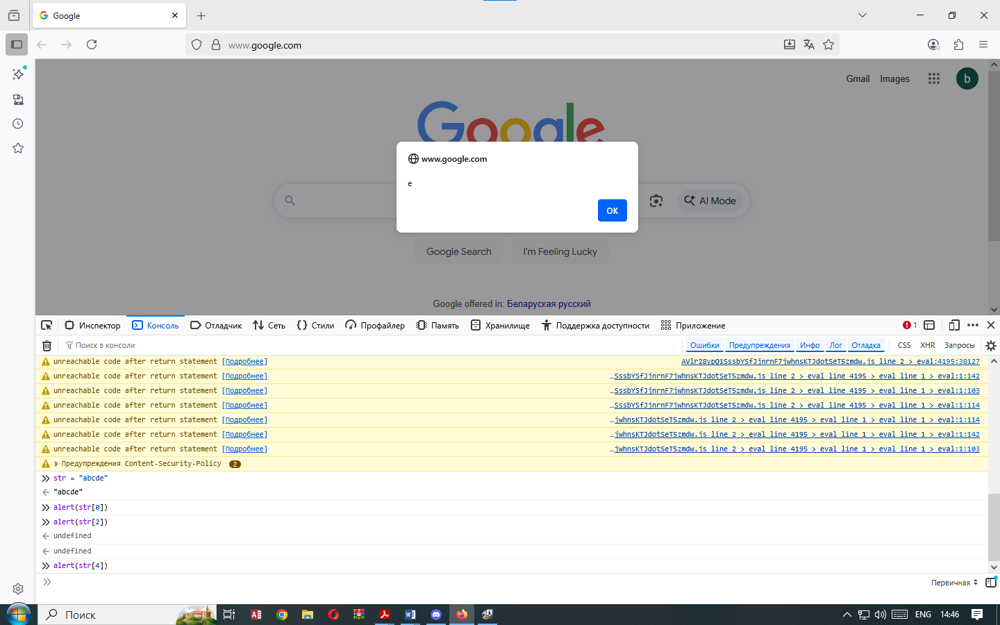 Google
www.google.com
Gmail Images
b
Google
www.google.com
e
OK
AI Mode
Google Search I'm Feeling Lucky
Google offered in: Беларуская русский
Инспектор Консоль Отладчик Сеть Стили Профайлер Память Хранилище Поддержка доступности Приложение 1
Поиск в консоли Ошибки Предупреждения Инфо Лог Отладка CSS XHR Запросы
unreachable code after return statement [Подробнее] AVlr28ypQ1SssbYSfJjnrnF7jwhnsKTJdotSeT5zmdw.js line 2 > eval:4195:38127
unreachable code after return statement [Подробнее] …SssbYSfJjnrnF7jwhnsKTJdotSeT5zmdw.js line 2 > eval line 4195 > eval line 1 > eval:1:142
unreachable code after return statement [Подробнее] …SssbYSfJjnrnF7jwhnsKTJdotSeT5zmdw.js line 2 > eval line 4195 > eval line 1 > eval:1:103
unreachable code after return statement [Подробнее] …SssbYSfJjnrnF7jwhnsKTJdotSeT5zmdw.js line 2 > eval line 4195 > eval line 1 > eval:1:114
unreachable code after return statement [Подробнее] …jwhnsKTJdotSeT5zmdw.js line 2 > eval line 4195 > eval line 1 > eval line 1 > eval:1:114
unreachable code after return statement [Подробнее] …jwhnsKTJdotSeT5zmdw.js line 2 > eval line 4195 > eval line 1 > eval line 1 > eval:1:142
unreachable code after return statement [Подробнее] …jwhnsKTJdotSeT5zmdw.js line 2 > eval line 4195 > eval line 1 > eval line 1 > eval:1:103
Предупреждения Content-Security-Policy 2
str = "abcde"
"abcde"
alert(str[0])
alert(str[2])
undefined
undefined
alert(str[4])
Первичная
Поиск ENG 14:46